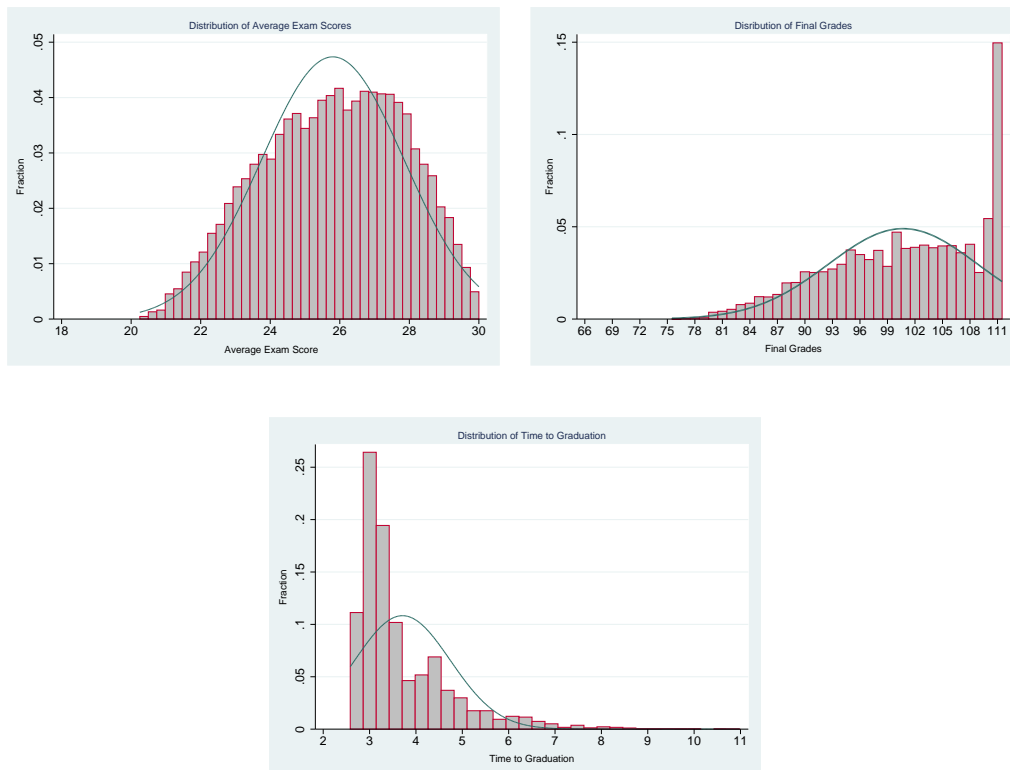 Distribution of Average Exam Scores
.05
.04
.03
.02
.01
0
Fraction
18 20 22 24 26 28 30
Average Exam Score
Disribution of Final Grades
.15
.1
.05
0
Fraction
66 69 72 75 78 81 84 87 90 93 96 99 102 105 108 111
Final Grades
Distribution of Time to Graduation
.25
.2
.15
.1
.05
0
Fraction
2 3 4 5 6 7 8 9 10 11
Time to Graduation